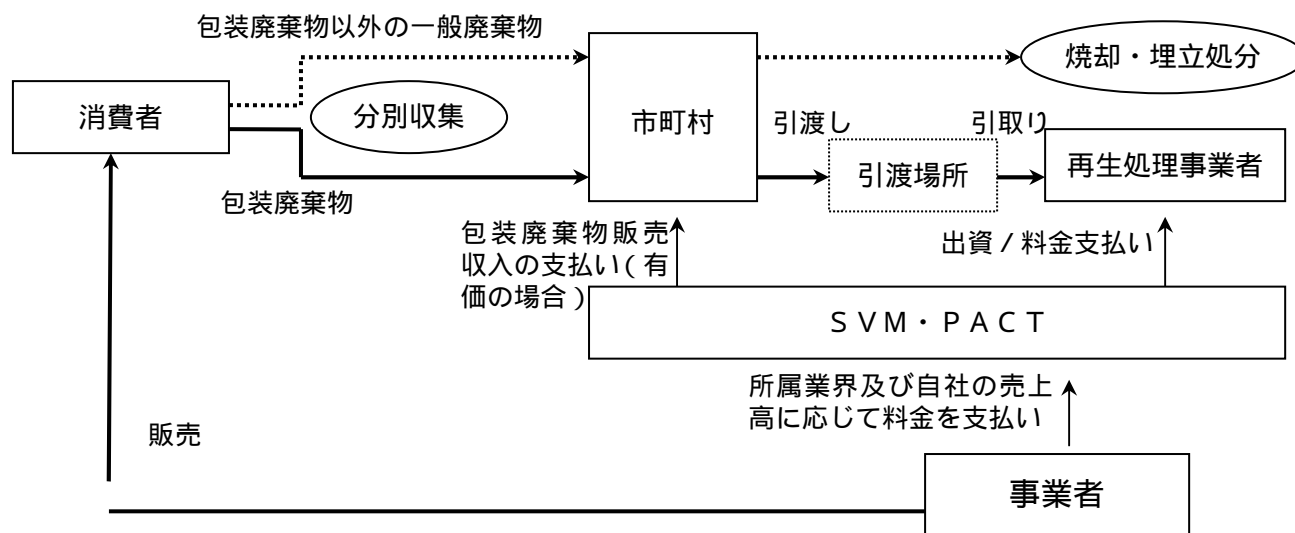 包装廃棄物以外の一般廃棄物
焼却・埋立処分
消費者
分別収集
市町村
引渡し
引取り
引渡場所
再生処理事業者
包装廃棄物
包装廃棄物販売
収入の支払い(有
価の場合)
出資/料金支払い
SVM・PACT
所属業界及び自社の売上
高に応じて料金を支払い
販売
事業者